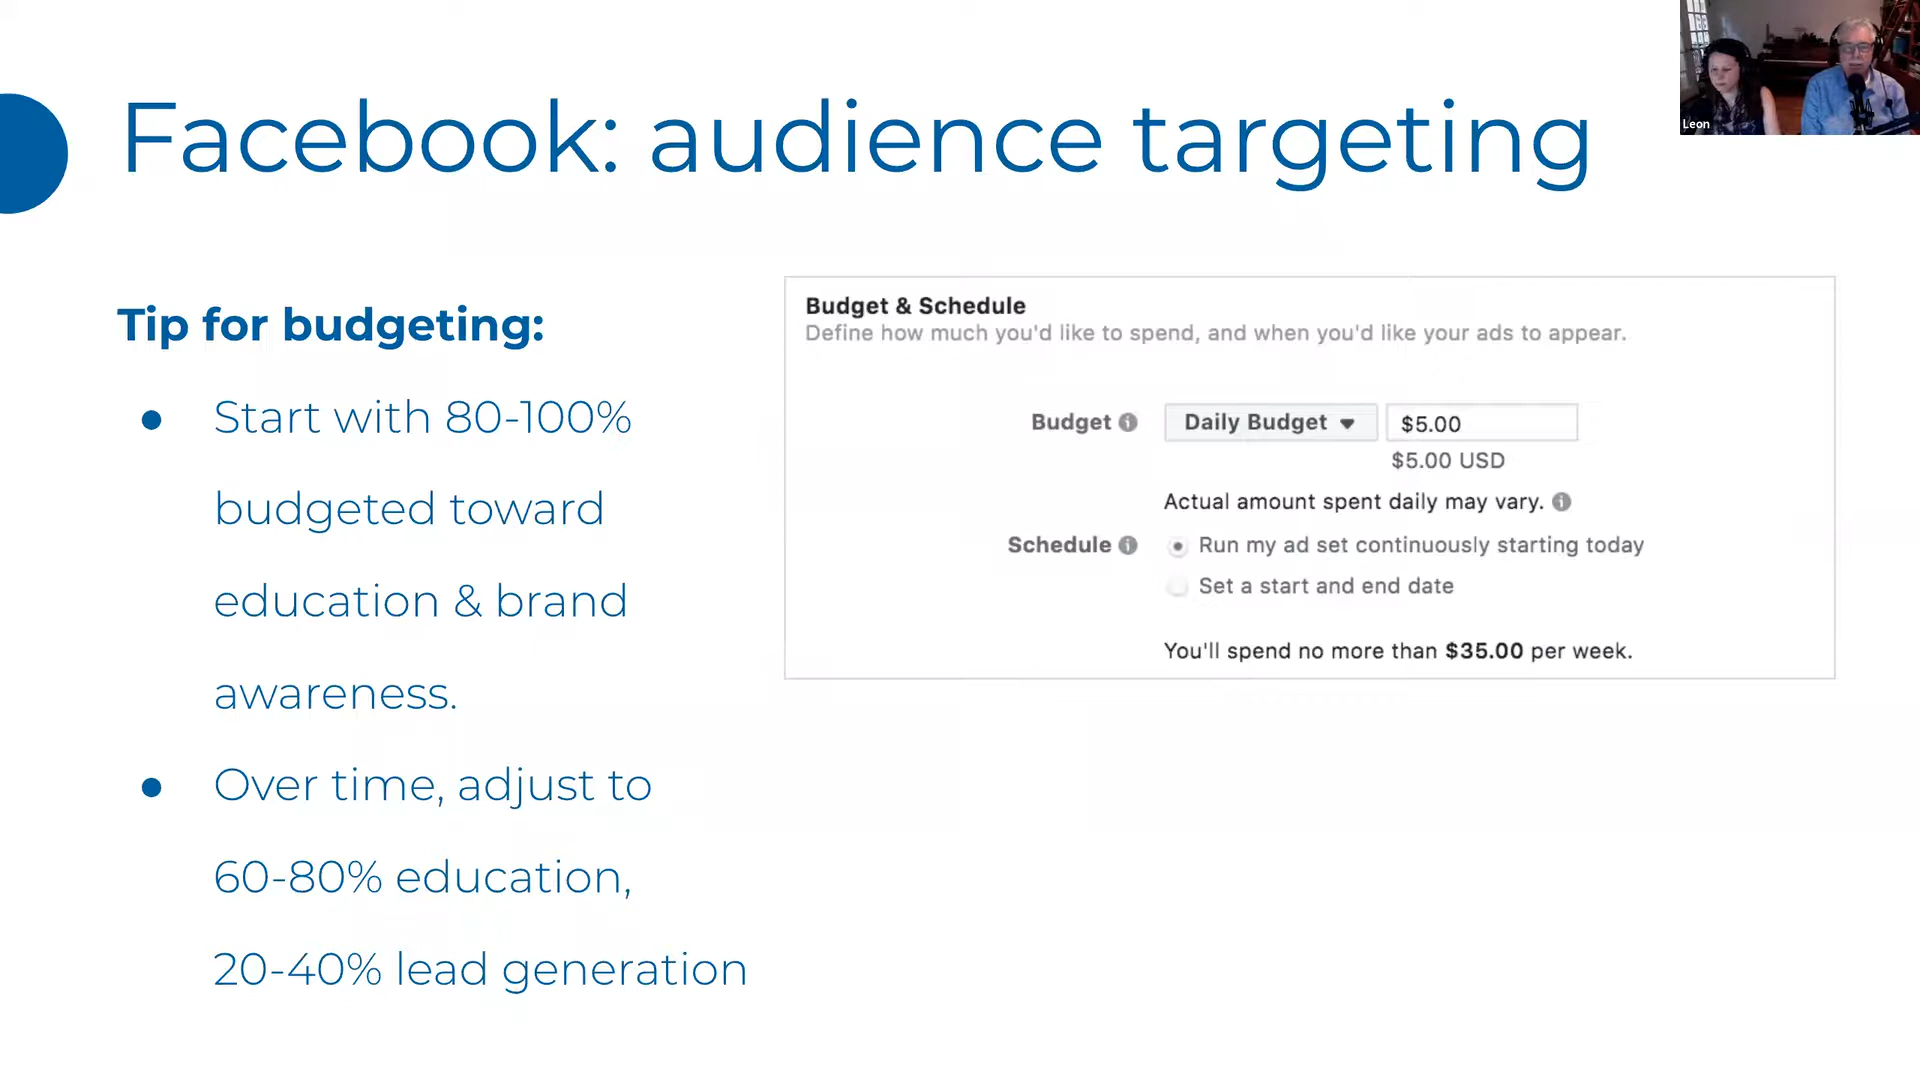 Facebook: audience targeting
Leon
Tip for budgeting:
● Start with 80-100%
budgeted toward
education & brand
awareness.
● Over time, adjust to
60-80% education,
20-40% lead generation
Budget & Schedule
Define how much you'd like to spend, and when you'd like your ads to appear.
Budget Daily Budget $5.00
$5.00 USD
Actual amount spent daily may vary.
Schedule Run my ad set continuously starting today
Set a start and end date
You'll spend no more than $35.00 per week.